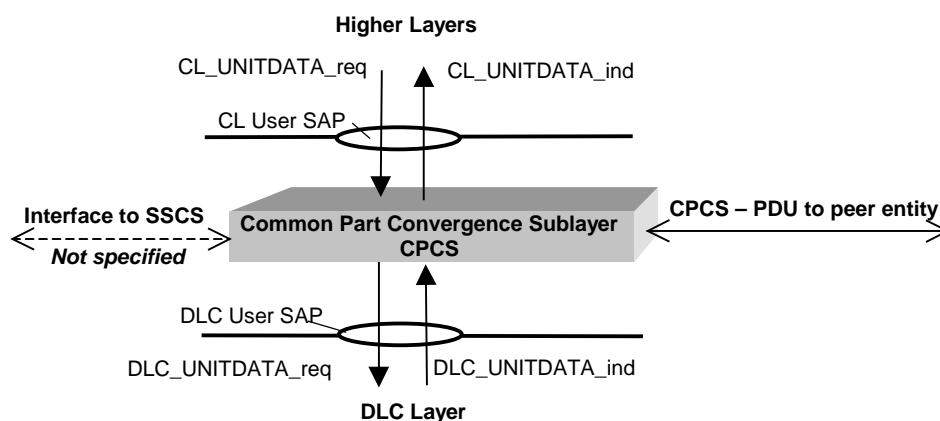 Higher Layers
CL_UNITDATA_req
CL_UNITDATA_ind
CL User SAP
Interface to SSCS
Not specified
Common Part Convergence Sublayer
CPCS
CPCS – PDU to peer entity
DLC User SAP
DLC_UNITDATA_req
DLC_UNITDATA_ind
DLC Layer